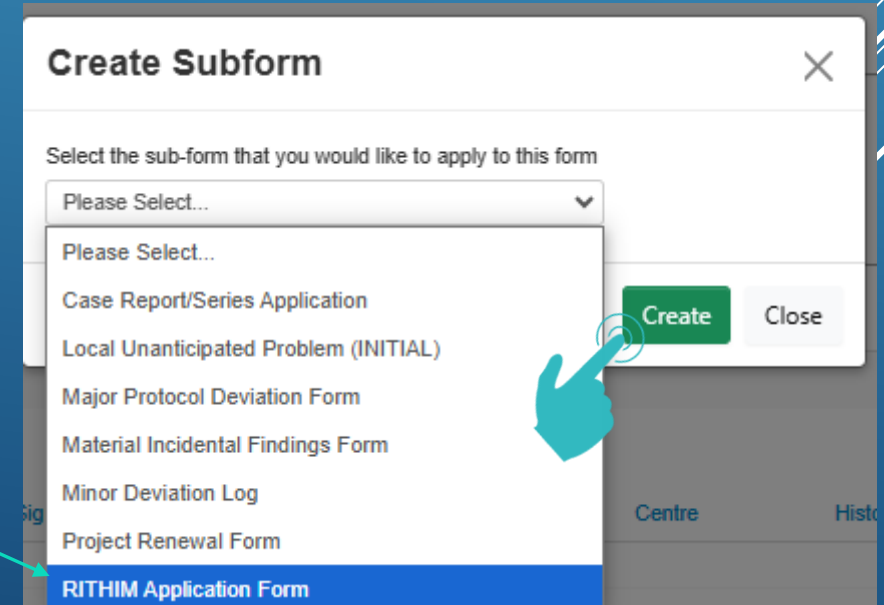 Create Subform
Select the sub-form that you would like to apply to this form
Please Select...
Please Select...
Case Report/Series Application
Local Unanticipated Problem (INITIAL)
Major Protocol Deviation Form
Material Incidental Findings Form
Minor Deviation Log
Project Renewal Form
RITHIM Application Form
Create Close
Centre